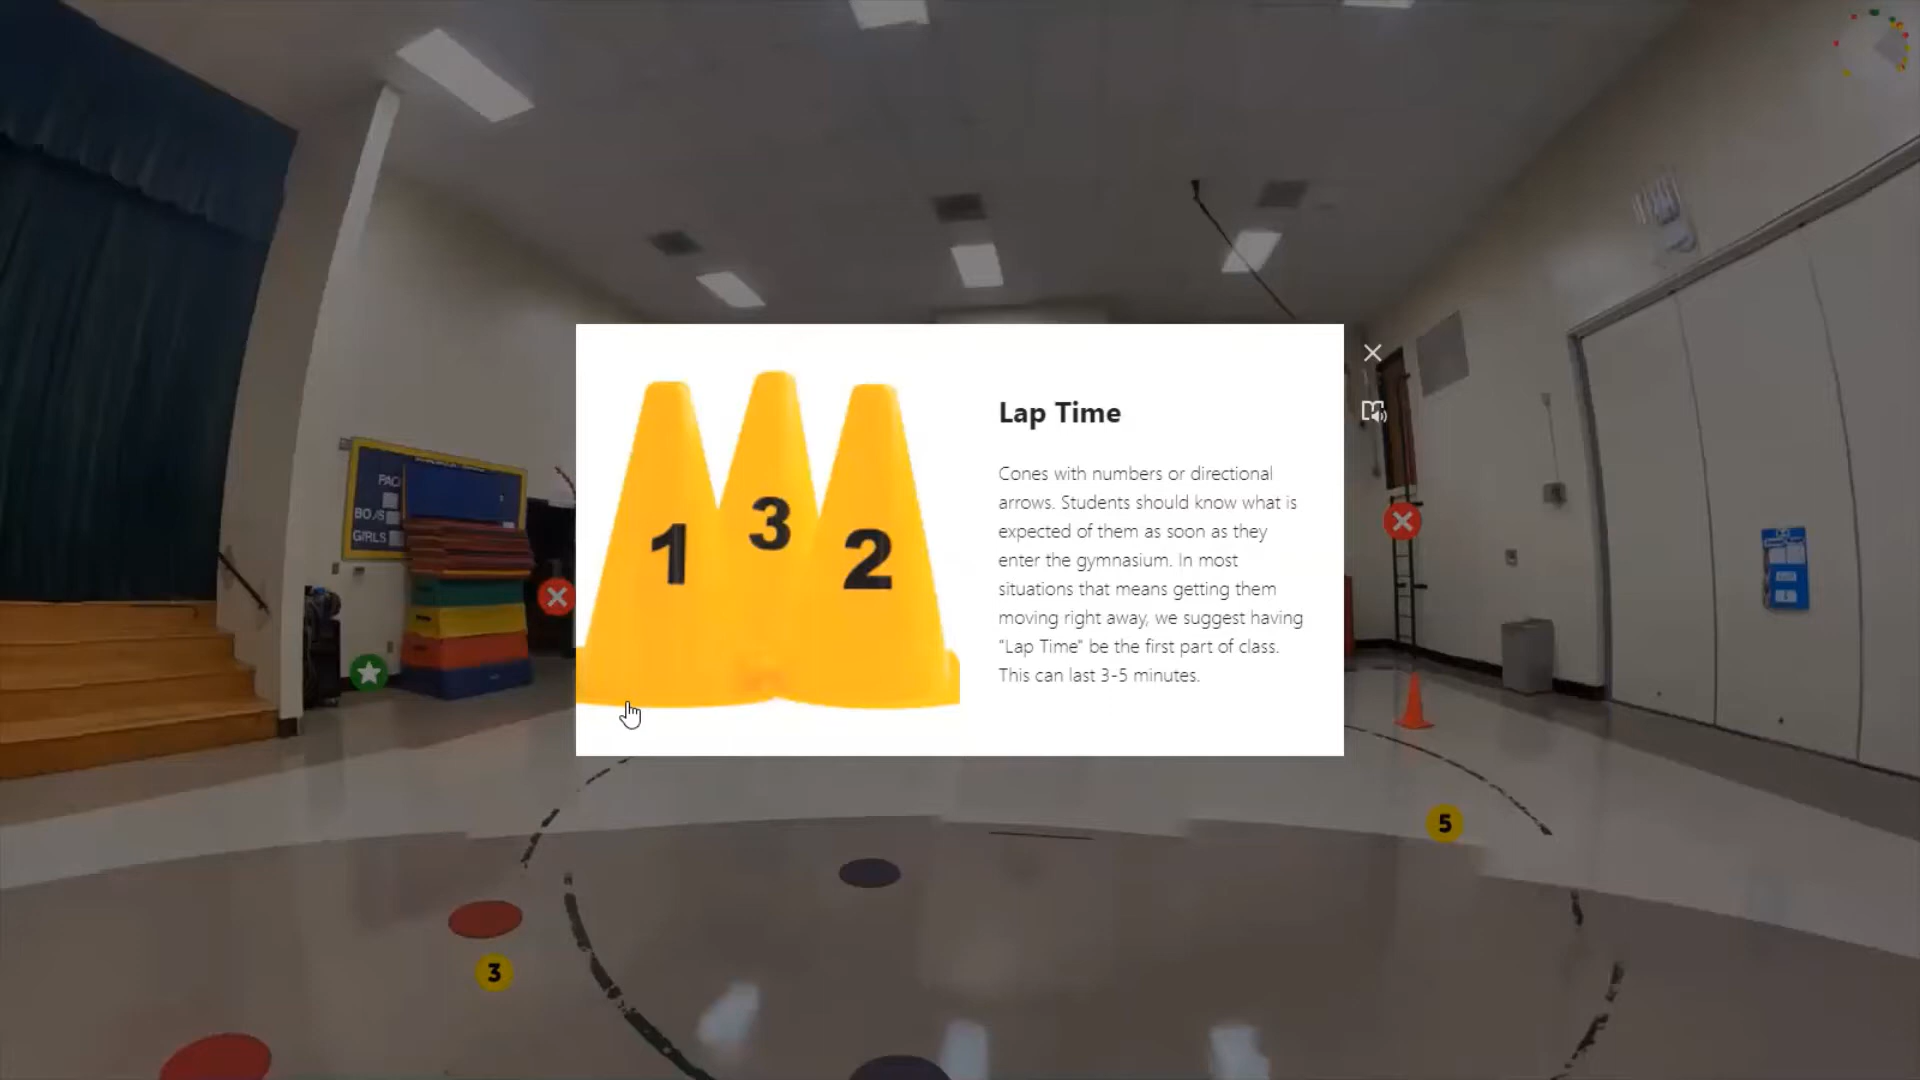 Lap Time
Cones with numbers or directional
arrows. Students should know what is
expected of them as soon as they
enter the gymnasium. In most
situations that means getting them
moving right away, we suggest having
"Lap Time" be the first part of class.
This can last 3-5 minutes.
1
3
2
BOYS
GIRLS
5
3